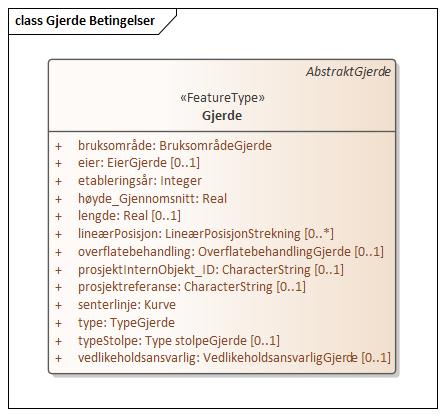 class Gjerde Betingelser
AbstraktGjerde
«FeatureType»
Gjerde
+ bruksområde: BruksområdeGjerde
+ eier: EierGjerde [0..1]
+ etableringsår: Integer
+ høyde_Gjennomsnitt: Real
+ lengde: Real [0..1]
+ lineærPosisjon: LineærPosisjonStrekning [0..*]
+ overflatebehandling: OverflatebehandlingGjerde [0..1]
+ prosjektInternObjekt_ID: CharacterString [0..1]
+ prosjektreferanse: CharacterString [0..1]
+ senterlinje: Kurve
+ type: TypeGjerde
+ typeStolpe: Type stolpeGjerde [0..1]
+ vedlikeholdsansvarlig: VedlikeholdsansvarligGjerde [0..1]